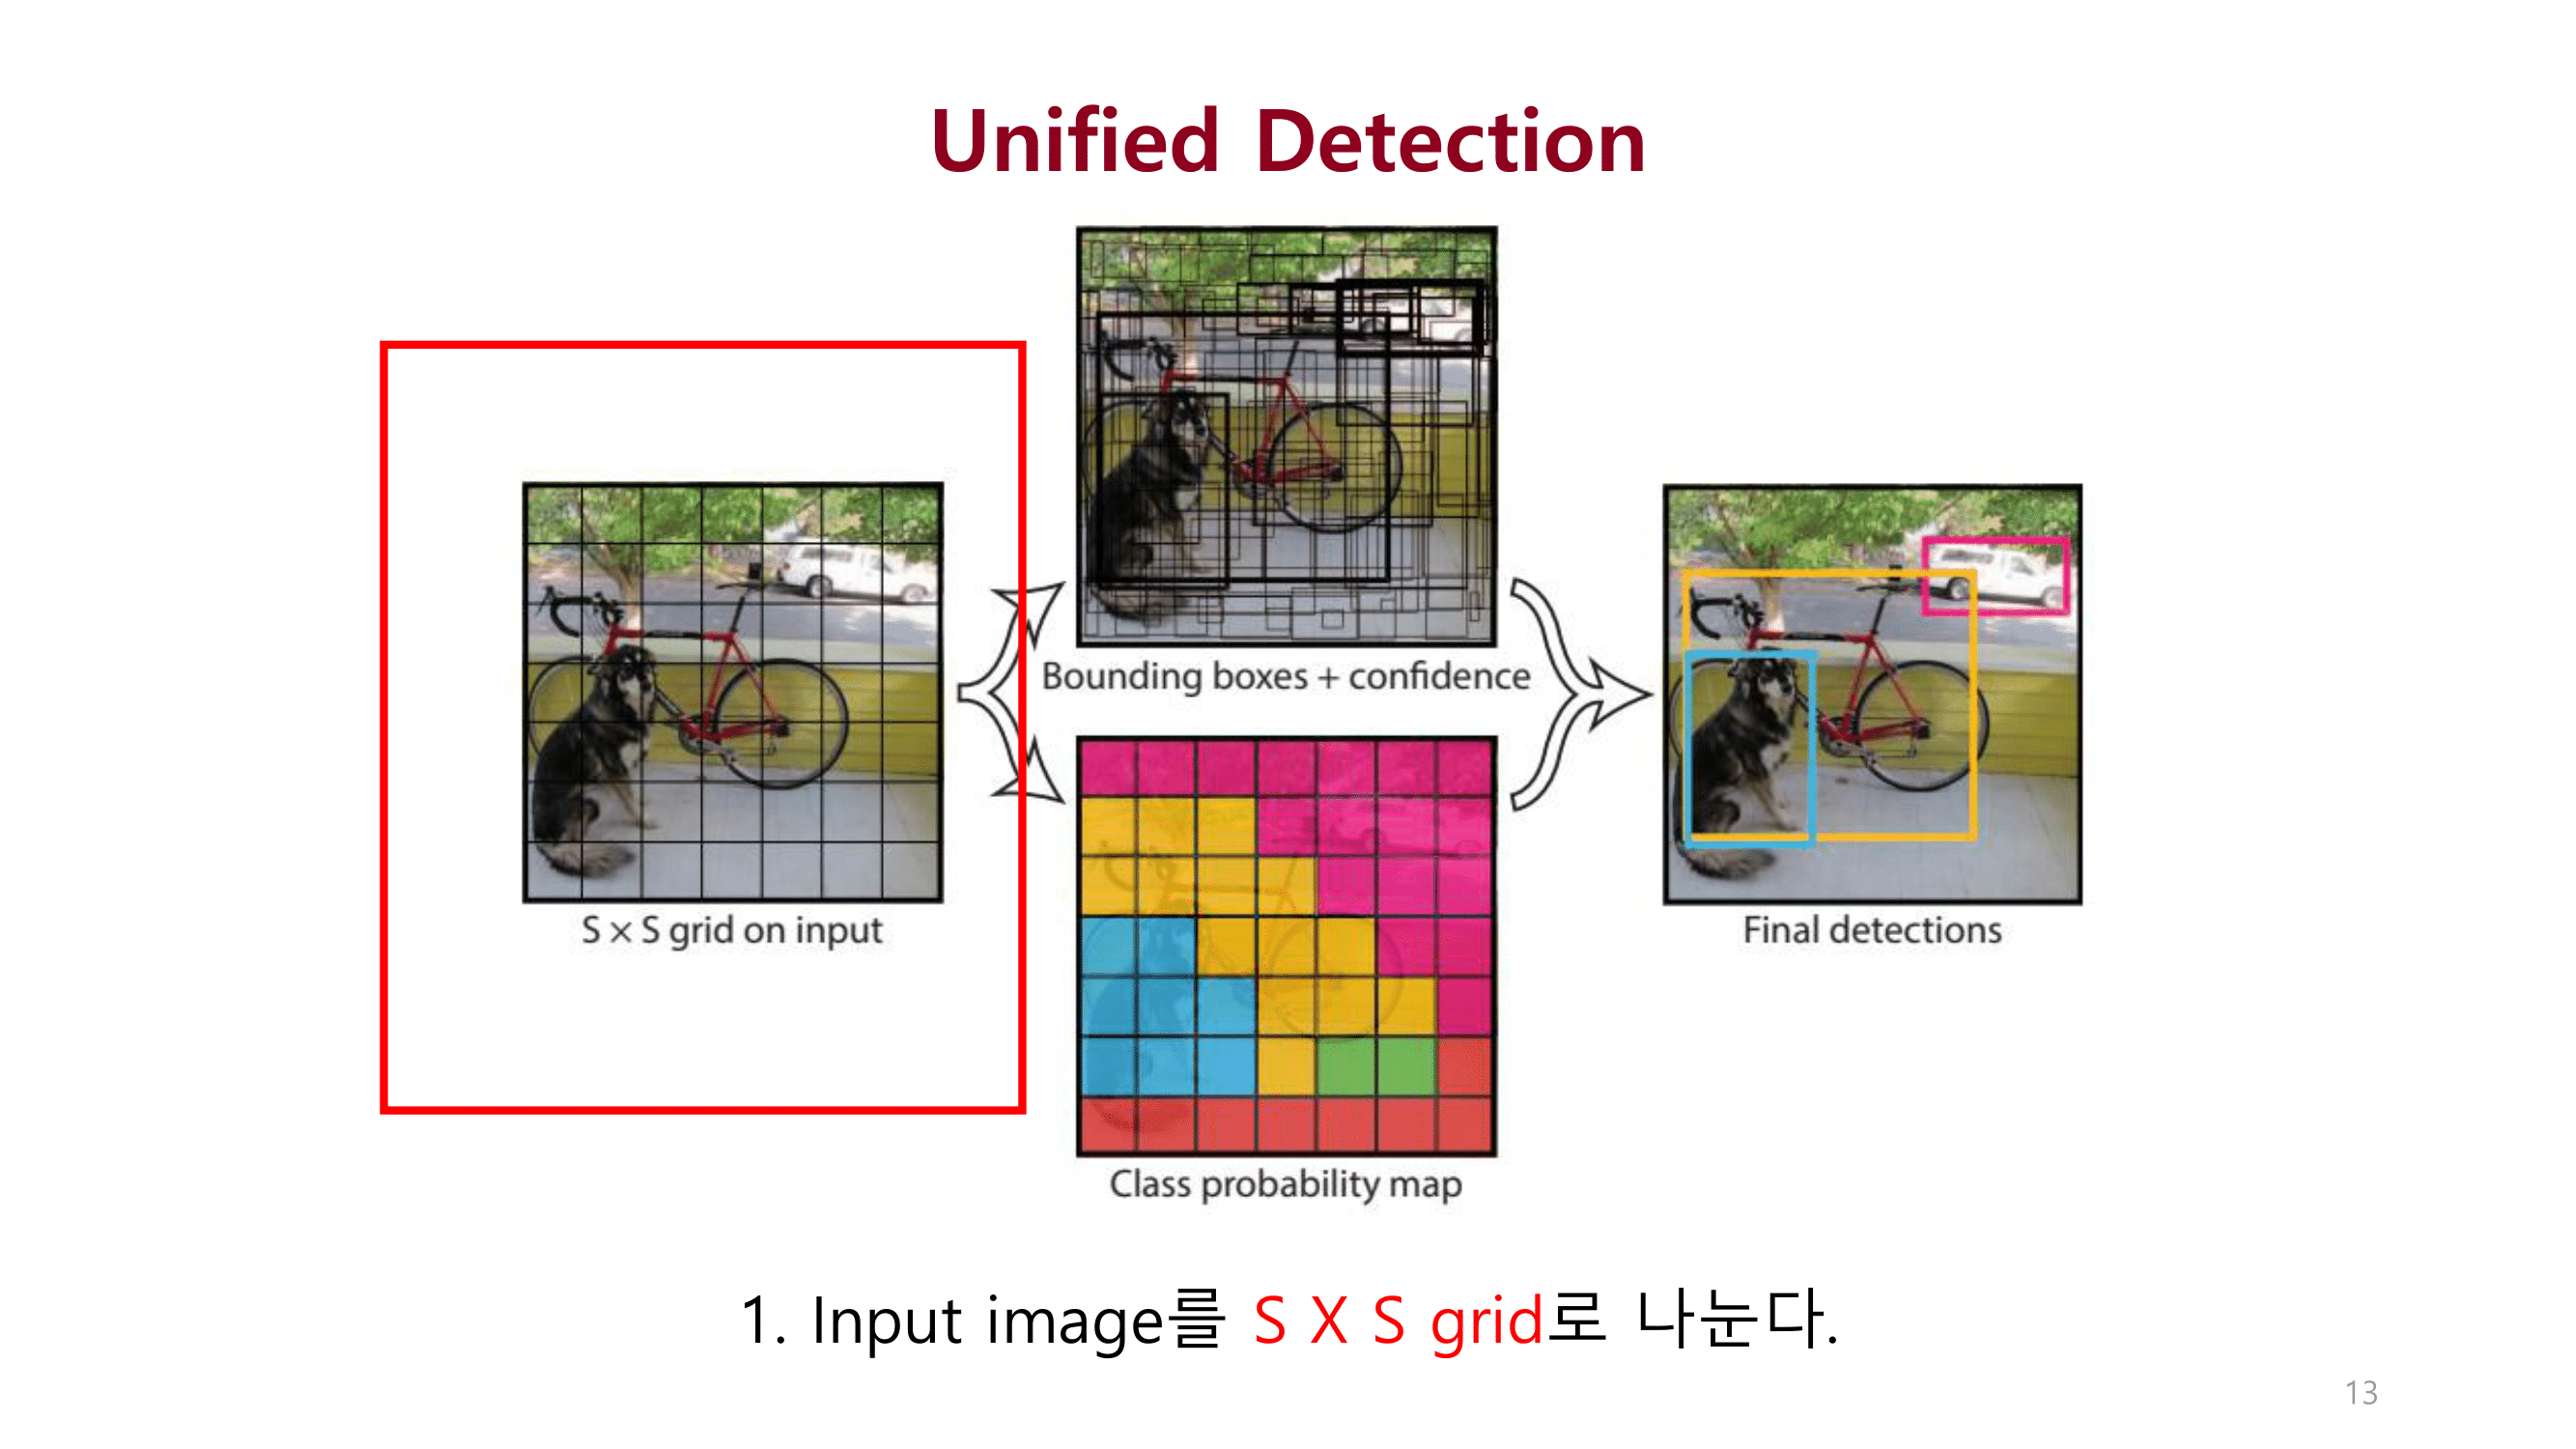 Unified Detection
S × S grid on input
Bounding boxes + confidence
Class probability map
Final detections
1. Input image를 S X S grid로 나눈다.
13